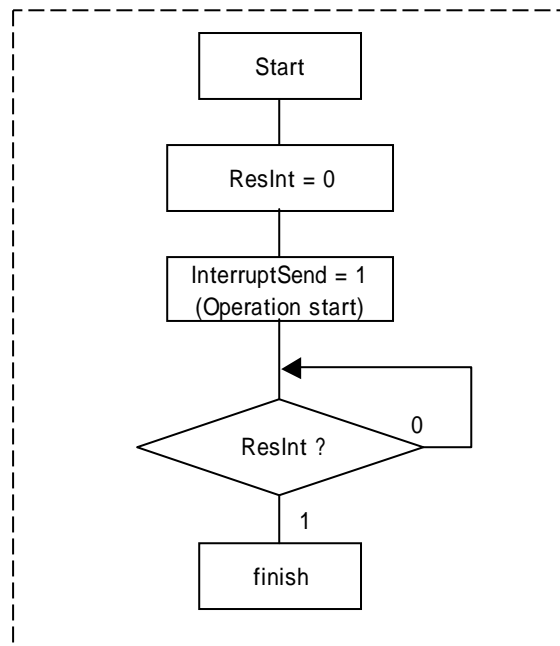 Start
ResInt = 0
InterruptSend = 1
(Operation start)
0
ResInt ?
1
finish